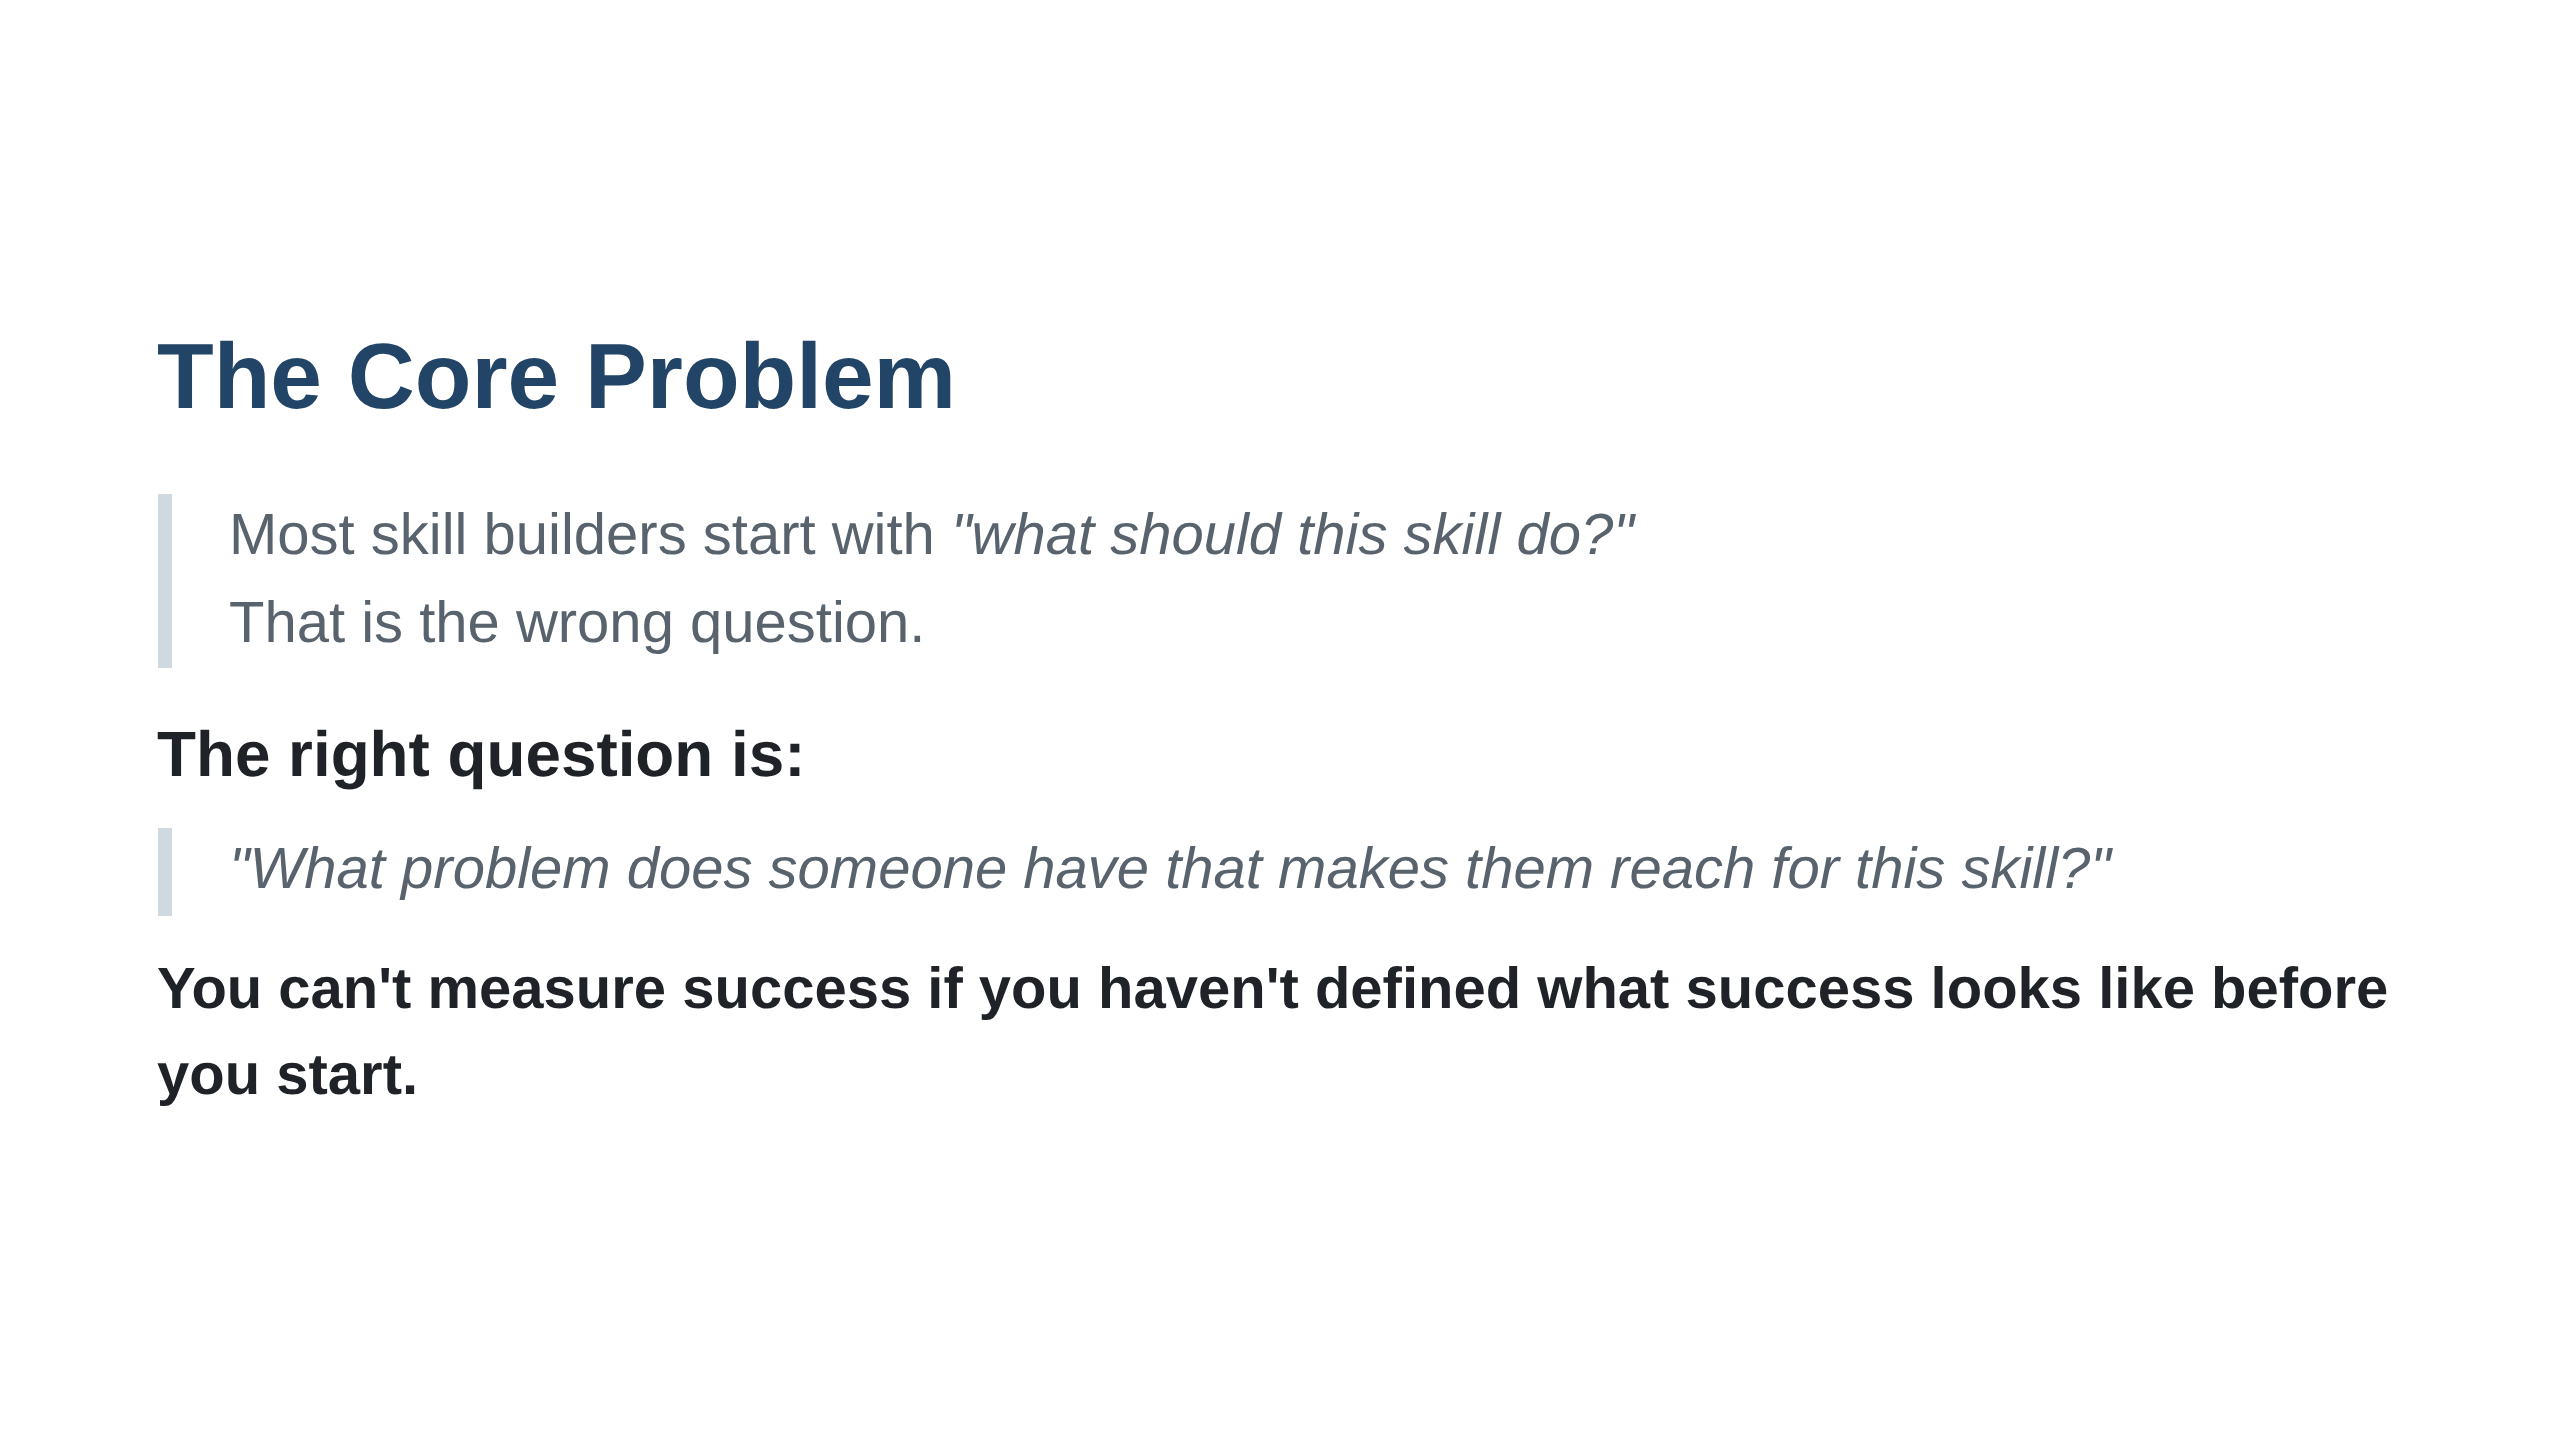 The Core Problem
Most skill builders start with "what should this skill do?"
That is the wrong question.
The right question is:
"What problem does someone have that makes them reach for this skill?"
You can't measure success if you haven't defined what success looks like before
you start.